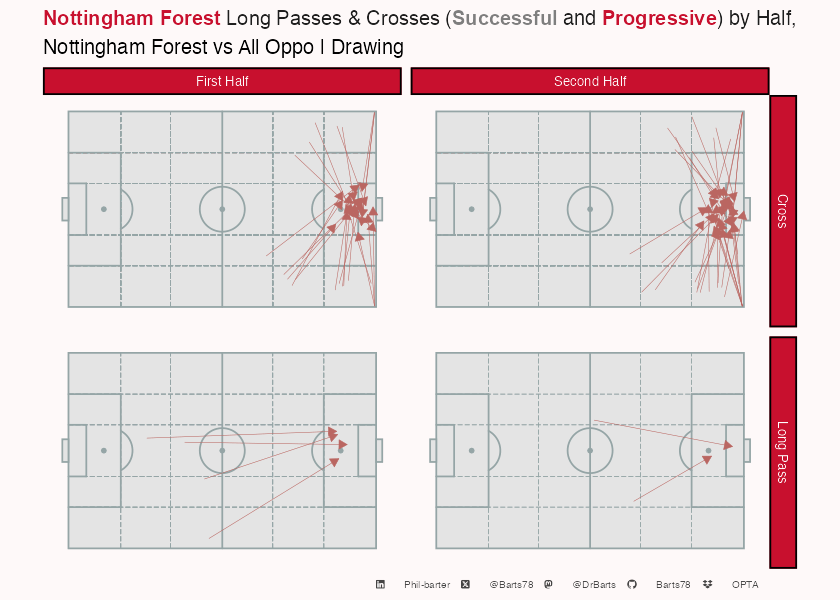 Nottingham Forest Long Passes & Crosses (Successful and Progressive) by Half,
Nottingham Forest vs All Oppo | Drawing
First Half
Second Half
Cross
Long Pass
Phil-barter @Barts78 @DrBarts Barts78 OPTA